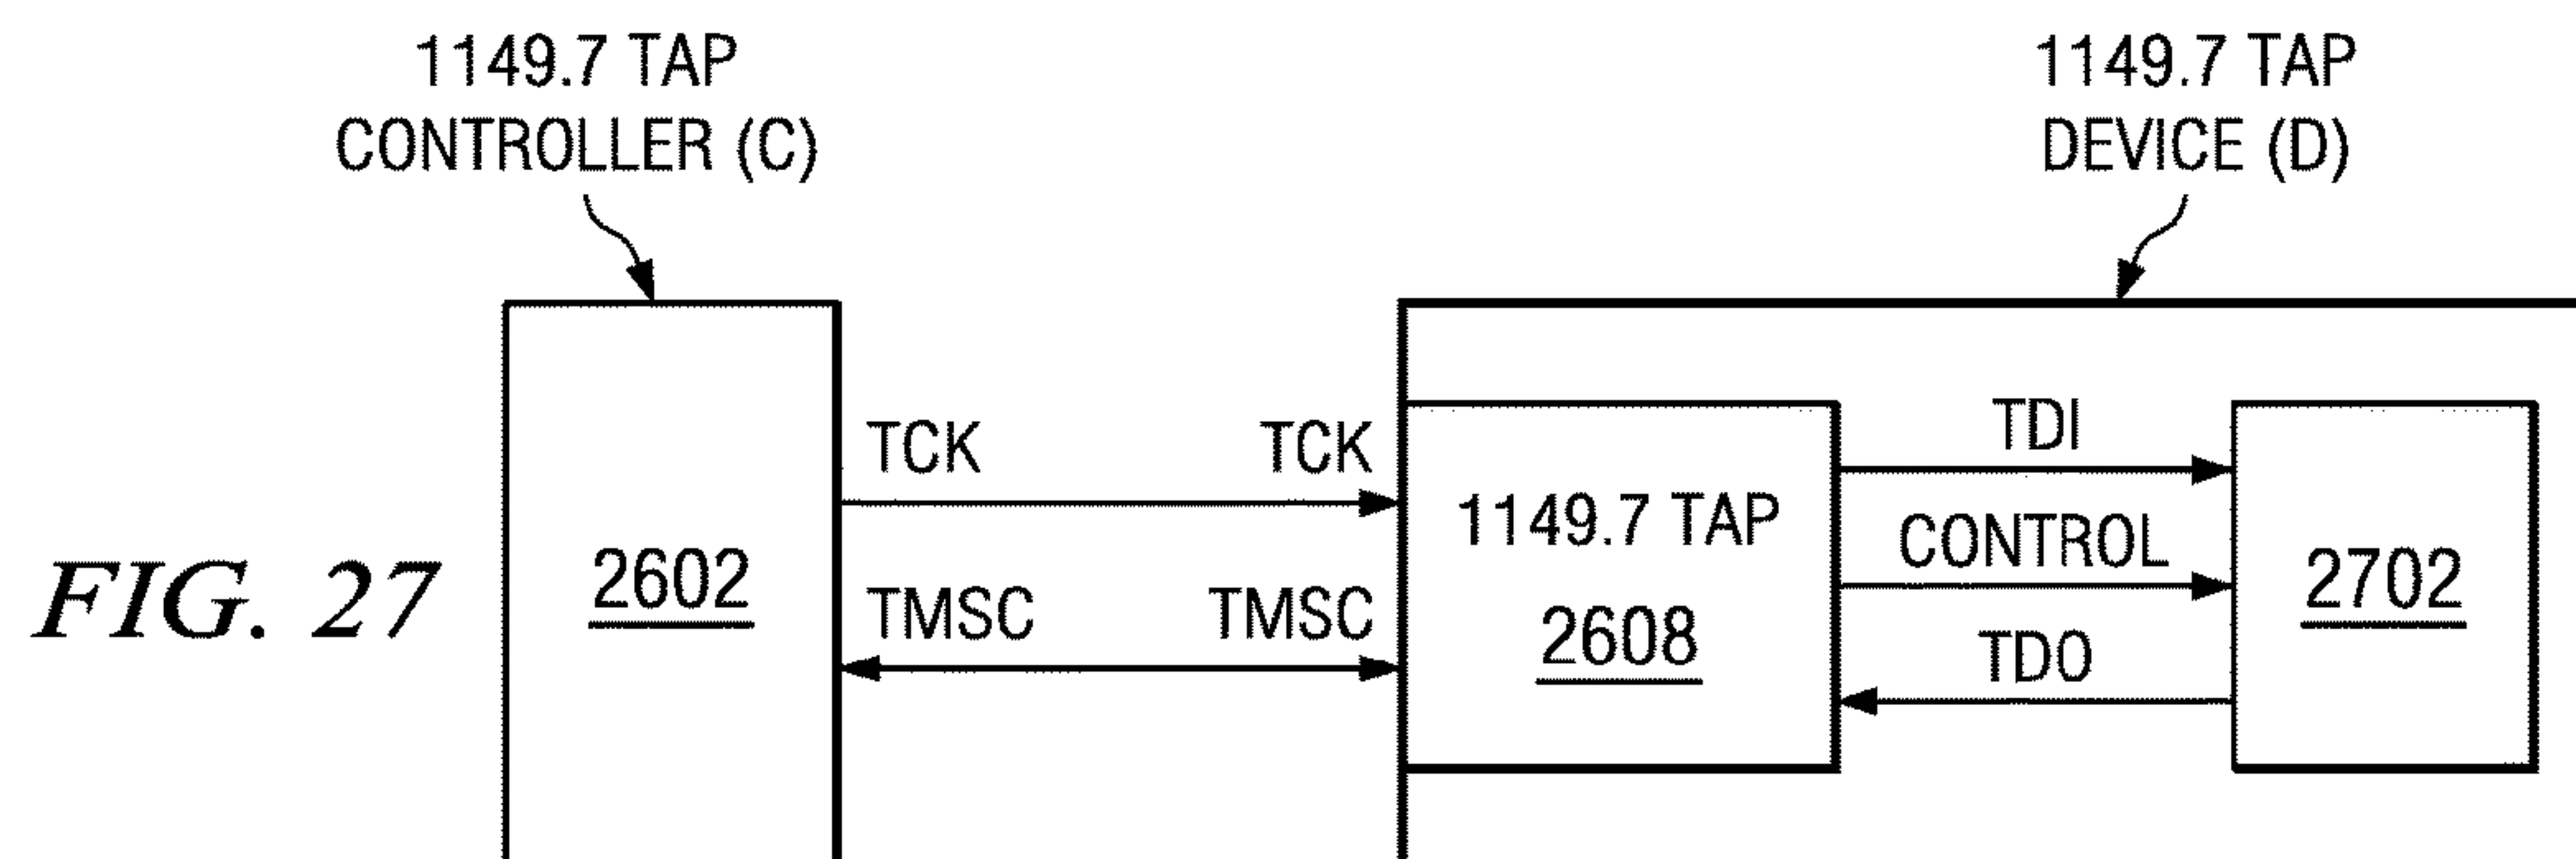 1149.7 TAP
CONTROLLER (C)
1149.7 TAP
DEVICE (D)
TCK
TCK
TDI
1149.7 TAP
CONTROL
FIG. 27
2602
2702
TMSC
TMSC
2608
TDO